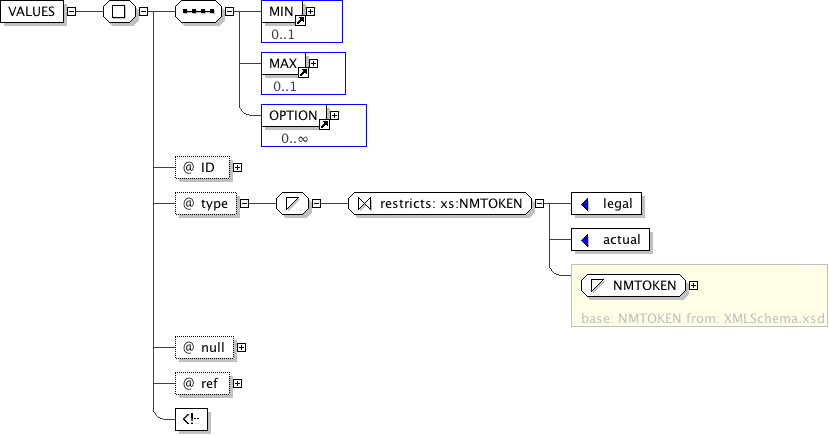 VALUES
MIN
0..1
MAX
0..1
OPTION
0..∞
@ ID
@ type
restricts: xs:NMTOKEN
legal
actual
NMTOKEN
base: NMTOKEN from: XMLSchema.xsd
@ null
@ ref
<!--